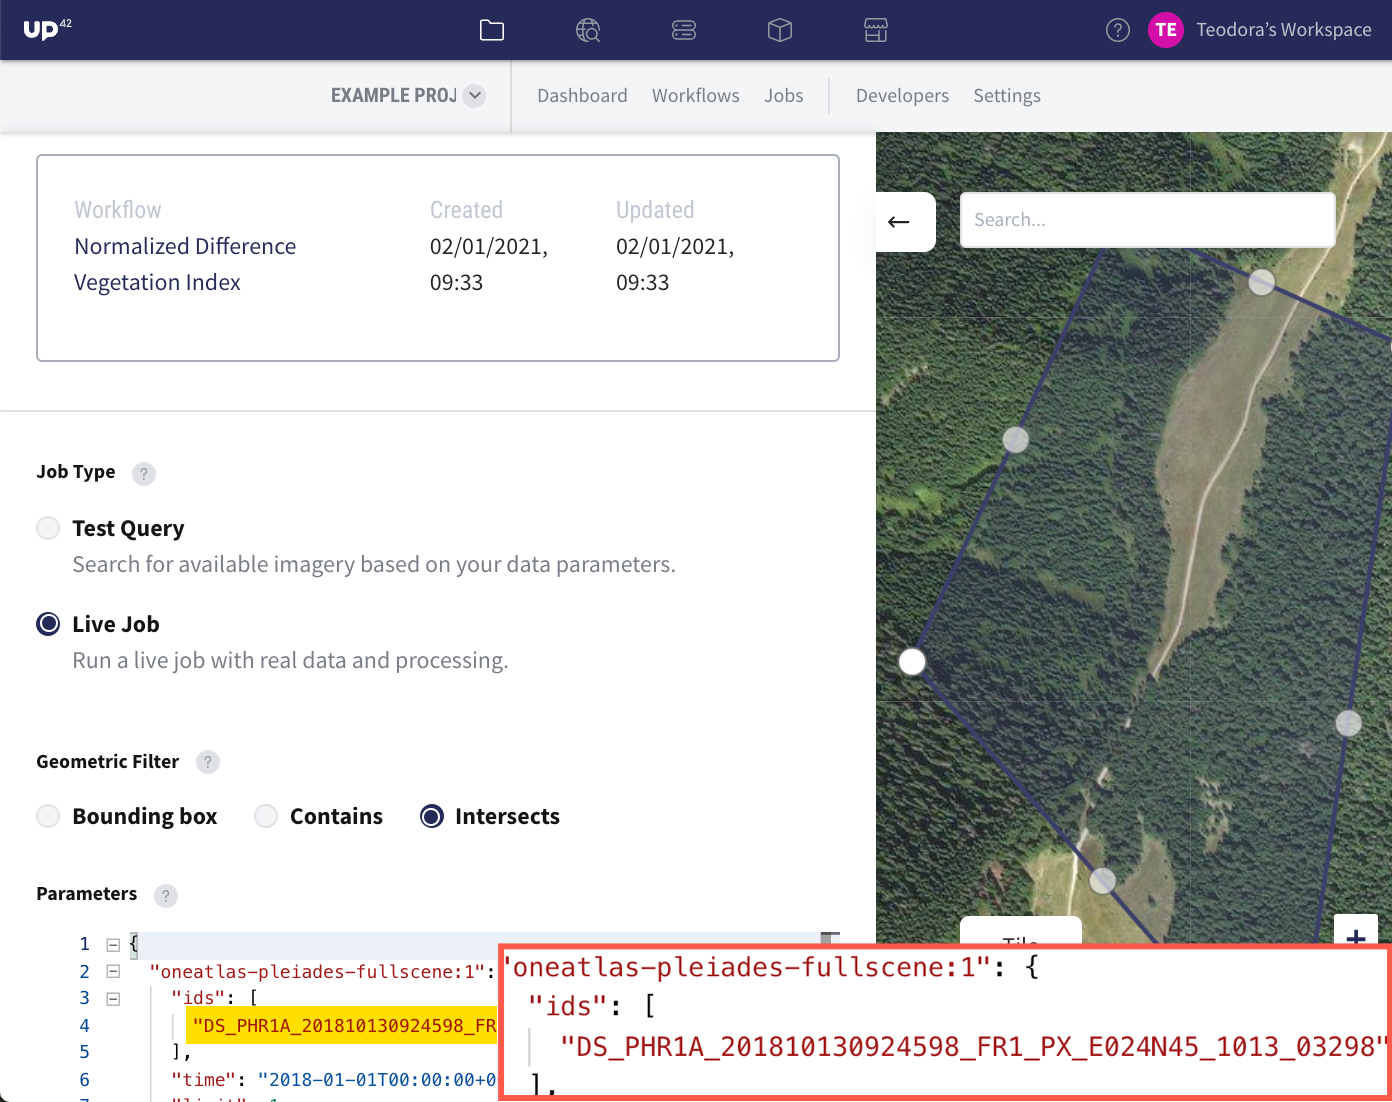 UP42
TE Teodora's Workspace
EXAMPLE PROJ
Dashboard Workflows Jobs Developers Settings
Workflow Created Updated
Normalized Difference 02/01/2021, 02/01/2021,
Vegetation Index 09:33 09:33
Search...
Job Type ?
Test Query
Search for available imagery based on your data parameters.
Live Job
Run a live job with real data and processing.
Geometric Filter ?
Bounding box Contains Intersects
Parameters ?
Tile
+
1 {
2 "oneatlas-pleiades-fullscene:1":
3 "ids": [
4 "DS_PHR1A_201810130924598_FR
5 ],
6 "time": "2018-01-01T00:00:00+0
7 "limit": 1
"oneatlas-pleiades-fullscene:1": {
"ids": [
"DS_PHR1A_201810130924598_FR1_PX_E024N45_1013_03298"
],